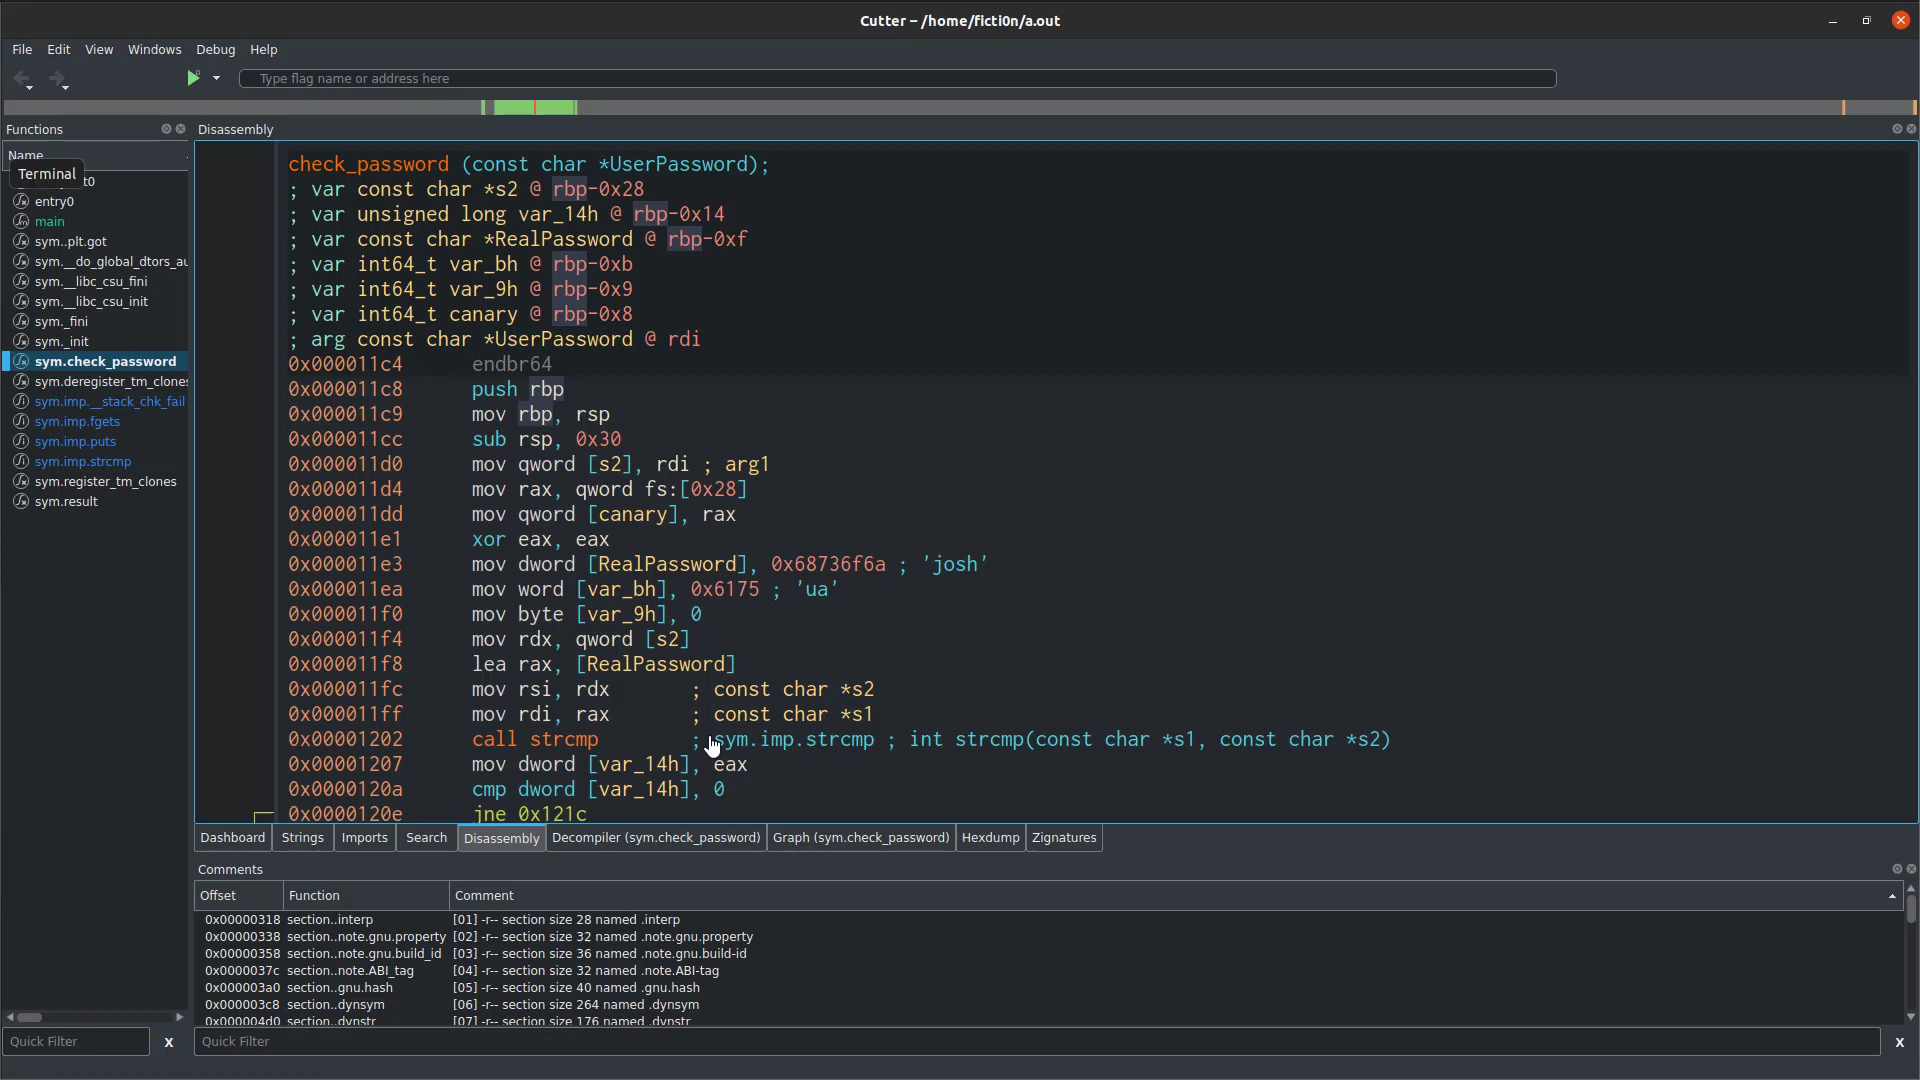 Cutter – /home/ficti0n/a.out
File Edit View Windows Debug Help
Type flag name or address here
Functions
Disassembly
Name
Terminal
entry0
main
sym..plt.got
sym.__do_global_dtors_au
sym.__libc_csu_fini
sym.__libc_csu_init
sym._fini
sym._init
sym.check_password
sym.deregister_tm_clones
sym.imp.__stack_chk_fail
sym.imp.fgets
sym.imp.puts
sym.imp.strcmp
sym.register_tm_clones
sym.result
check_password (const char *UserPassword);
; var const char *s2 @ rbp-0x28
; var unsigned long var_14h @ rbp-0x14
; var const char *RealPassword @ rbp-0xf
; var int64_t var_bh @ rbp-0xb
; var int64_t var_9h @ rbp-0x9
; var int64_t canary @ rbp-0x8
; arg const char *UserPassword @ rdi
0x000011c4 endbr64
0x000011c8 push rbp
0x000011c9 mov rbp, rsp
0x000011cc sub rsp, 0x30
0x000011d0 mov qword [s2], rdi ; arg1
0x000011d4 mov rax, qword fs:[0x28]
0x000011dd mov qword [canary], rax
0x000011e1 xor eax, eax
0x000011e3 mov dword [RealPassword], 0x68736f6a ; 'josh'
0x000011ea mov word [var_bh], 0x6175 ; 'ua'
0x000011f0 mov byte [var_9h], 0
0x000011f4 mov rdx, qword [s2]
0x000011f8 lea rax, [RealPassword]
0x000011fc mov rsi, rdx ; const char *s2
0x000011ff mov rdi, rax ; const char *s1
0x00001202 call strcmp ; sym.imp.strcmp ; int strcmp(const char *s1, const char *s2)
0x00001207 mov dword [var_14h], eax
0x0000120a cmp dword [var_14h], 0
0x0000120e jne 0x121c
Dashboard Strings Imports Search Disassembly Decompiler (sym.check_password) Graph (sym.check_password) Hexdump Zignatures
Comments
Offset Function Comment
0x00000318 section..interp [01] -r-- section size 28 named .interp
0x00000338 section..note.gnu.property [02] -r-- section size 32 named .note.gnu.property
0x00000358 section..note.gnu.build_id [03] -r-- section size 36 named .note.gnu.build-id
0x0000037c section..note.ABI_tag [04] -r-- section size 32 named .note.ABI-tag
0x000003a0 section..gnu.hash [05] -r-- section size 40 named .gnu.hash
0x000003c8 section..dynsym [06] -r-- section size 264 named .dynsym
0x000004d0 section..dynstr [07] -r-- section size 176 named .dynstr
Quick Filter X
Quick Filter X